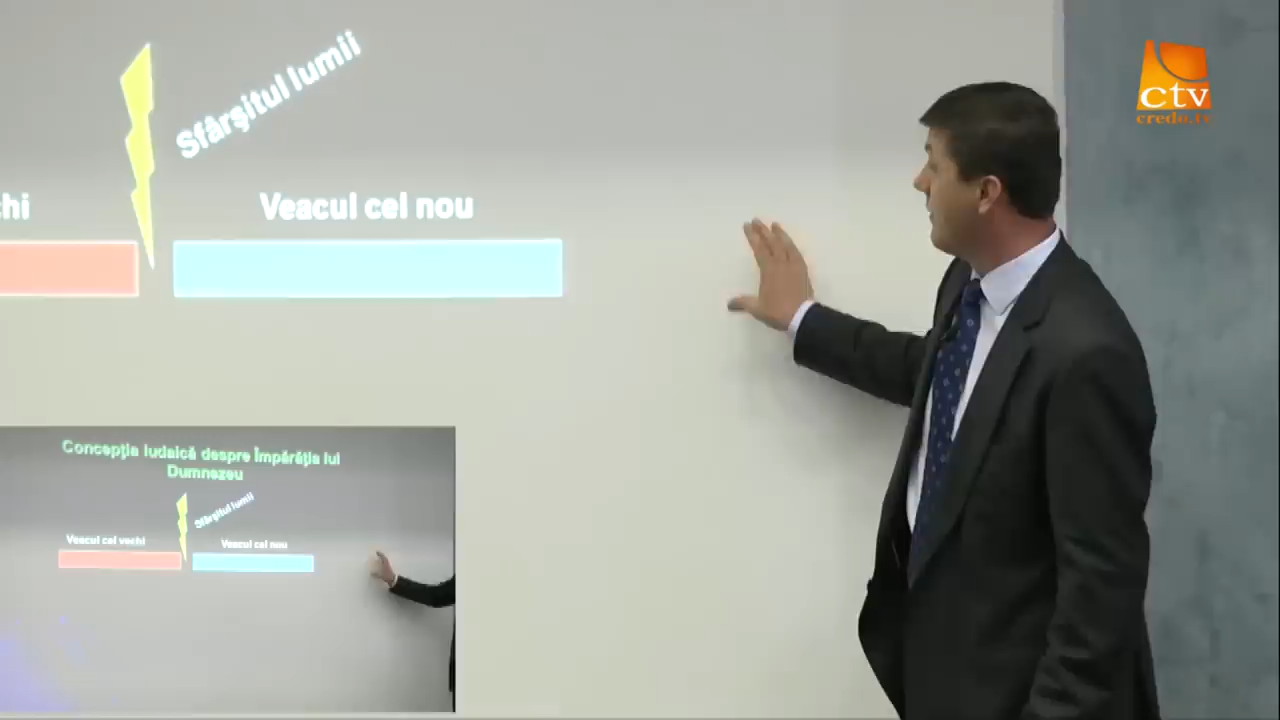 Sfârşitul lumii
chi
Veacul cel nou
ctv
credo.tv
Concepţia Iudaică despre Împărăţia lui
Dumnezeu
Sfârşitul lumii
Veacul cel vechi
Veacul cel nou